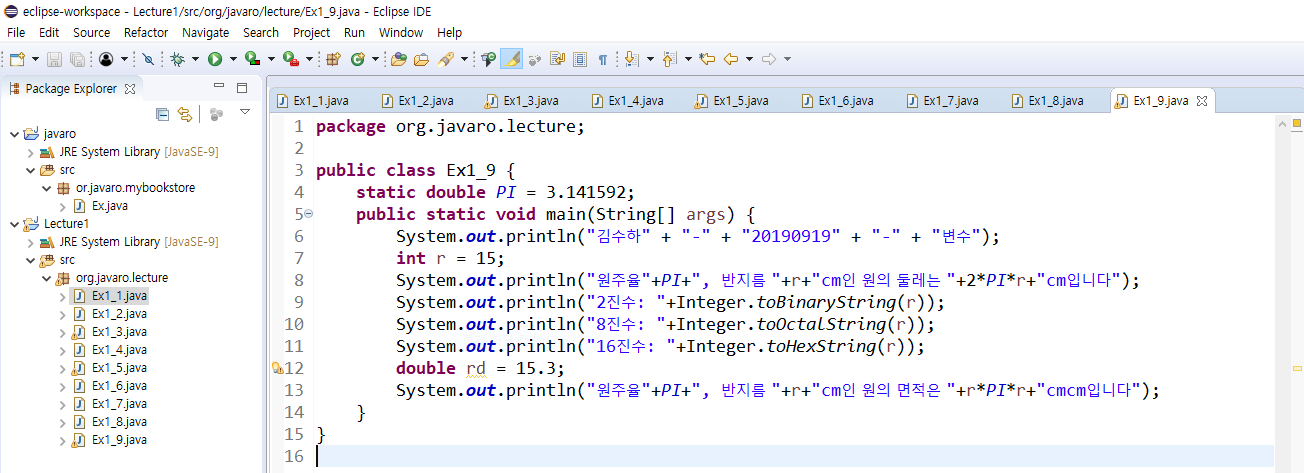 eclipse-workspace - Lecture1/src/org/javaro/lecture/Ex1_9.java - Eclipse IDE
File Edit Source Refactor Navigate Search Project Run Window Help
Package Explorer
javaro
JRE System Library [JavaSE-9]
src
or.javaro.mybookstore
Ex.java
Lecture1
JRE System Library [JavaSE-9]
src
org.javaro.lecture
Ex1_1.java
Ex1_2.java
Ex1_3.java
Ex1_4.java
Ex1_5.java
Ex1_6.java
Ex1_7.java
Ex1_8.java
Ex1_9.java
Ex1_1.java Ex1_2.java Ex1_3.java Ex1_4.java Ex1_5.java Ex1_6.java Ex1_7.java Ex1_8.java Ex1_9.java
1 package org.javaro.lecture;
2
3 public class Ex1_9 {
4     static double PI = 3.141592;
5     public static void main(String[] args) {
6         System.out.println("김수하" + "-" + "20190919" + "-" + "변수");
7         int r = 15;
8         System.out.println("원주율"+PI+", 반지름 "+r+"cm인 원의 둘레는 "+2*PI*r+"cm입니다");
9         System.out.println("2진수: "+Integer.toBinaryString(r));
10         System.out.println("8진수: "+Integer.toOctalString(r));
11         System.out.println("16진수: "+Integer.toHexString(r));
12         double rd = 15.3;
13         System.out.println("원주율"+PI+", 반지름 "+r+"cm인 원의 면적은 "+r*PI*r+"cmcm입니다");
14     }
15 }
16